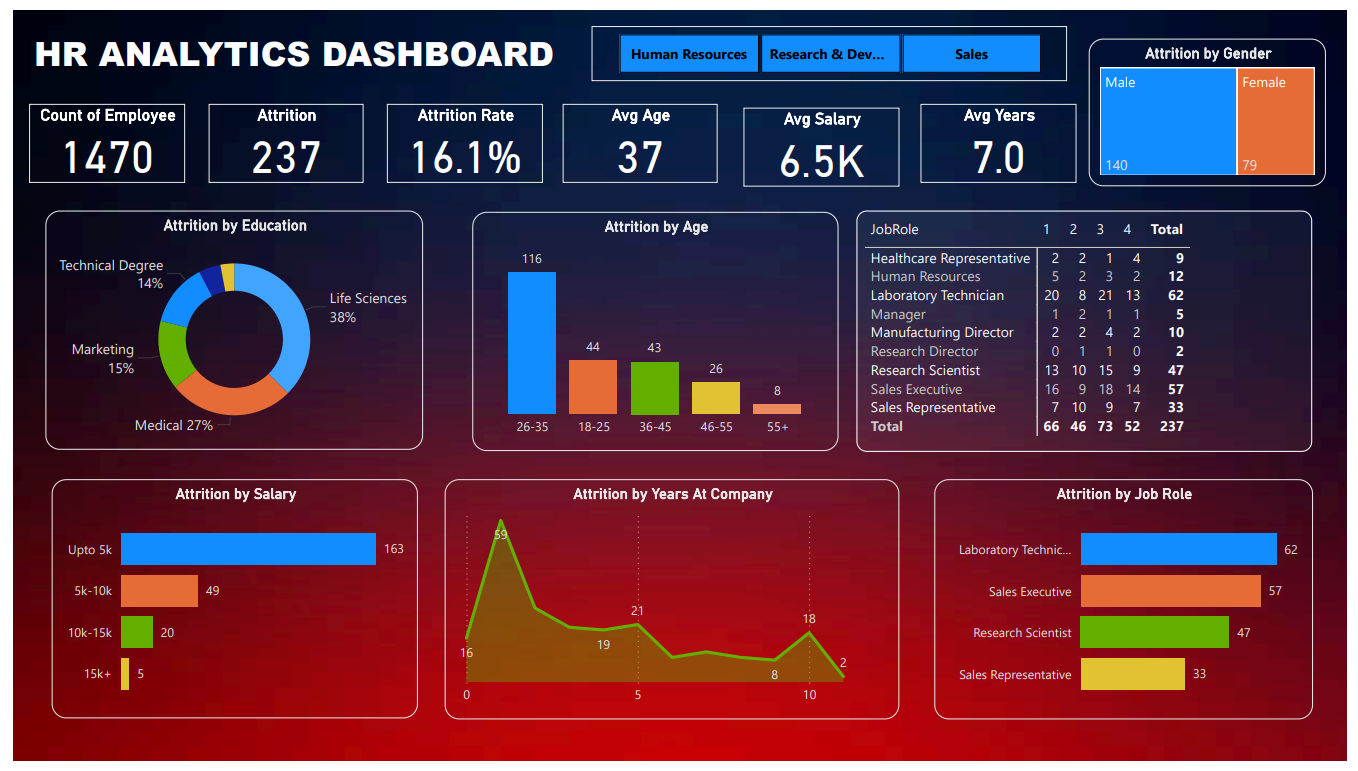 HR ANALYTICS DASHBOARD
Human Resources
Research & Dev...
Sales
Count of Employee
1470
Attrition
237
Attrition Rate
16.1%
Avg Age
37
Avg Salary
6.5K
Avg Years
7.0
Attrition by Gender
Male
Female
140
79
Attrition by Education
Technical Degree
14%
Life Sciences
38%
Marketing
15%
Medical 27%
Attrition by Age
116
44
43
26
8
26-35 18-25 36-45 46-55 55+
JobRole 1 2 3 4 Total
Healthcare Representative 2 2 1 4 9
Human Resources 5 2 3 2 12
Laboratory Technician 20 8 21 13 62
Manager 1 2 1 1 5
Manufacturing Director 2 2 4 2 10
Research Director 0 1 1 0 2
Research Scientist 13 10 15 9 47
Sales Executive 16 9 18 14 57
Sales Representative 7 10 9 7 33
Total 66 46 73 52 237
Attrition by Salary
Upto 5k 163
5k-10k 49
10k-15k 20
15k+ 5
Attrition by Years At Company
59
16
19
21
8
18
2
0 5 10
Attrition by Job Role
Laboratory Technic... 62
Sales Executive 57
Research Scientist 47
Sales Representative 33